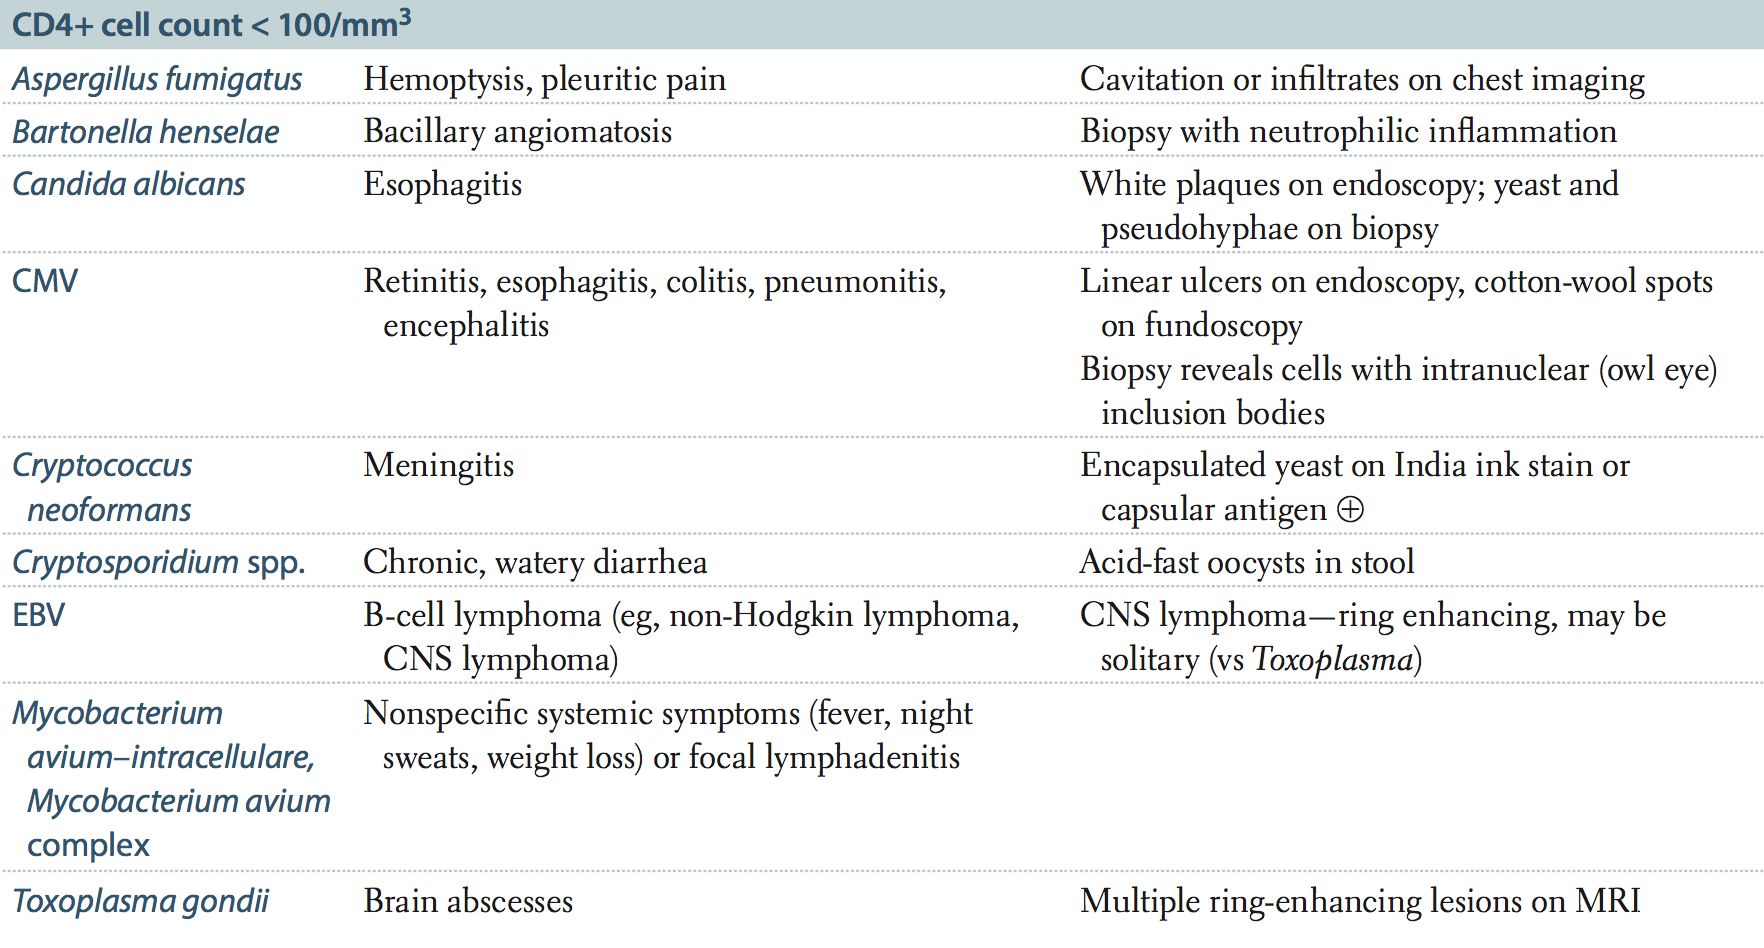 CD4+ cell count < 100/mm³
Aspergillus fumigatus Hemoptysis, pleuritic pain Cavitation or infiltrates on chest imaging
Bartonella henselae Bacillary angiomatosis Biopsy with neutrophilic inflammation
Candida albicans Esophagitis White plaques on endoscopy; yeast and
pseudohyphae on biopsy
CMV Retinitis, esophagitis, colitis, pneumonitis, Linear ulcers on endoscopy, cotton-wool spots
encephalitis on fundoscopy
Biopsy reveals cells with intranuclear (owl eye)
inclusion bodies
Cryptococcus Meningitis Encapsulated yeast on India ink stain or
neoformans capsular antigen ⊕
Cryptosporidium spp. Chronic, watery diarrhea Acid-fast oocysts in stool
EBV B-cell lymphoma (eg, non-Hodgkin lymphoma, CNS lymphoma—ring enhancing, may be
CNS lymphoma) solitary (vs Toxoplasma)
Mycobacterium Nonspecific systemic symptoms (fever, night
avium–intracellulare, sweats, weight loss) or focal lymphadenitis
Mycobacterium avium
complex
Toxoplasma gondii Brain abscesses Multiple ring-enhancing lesions on MRI